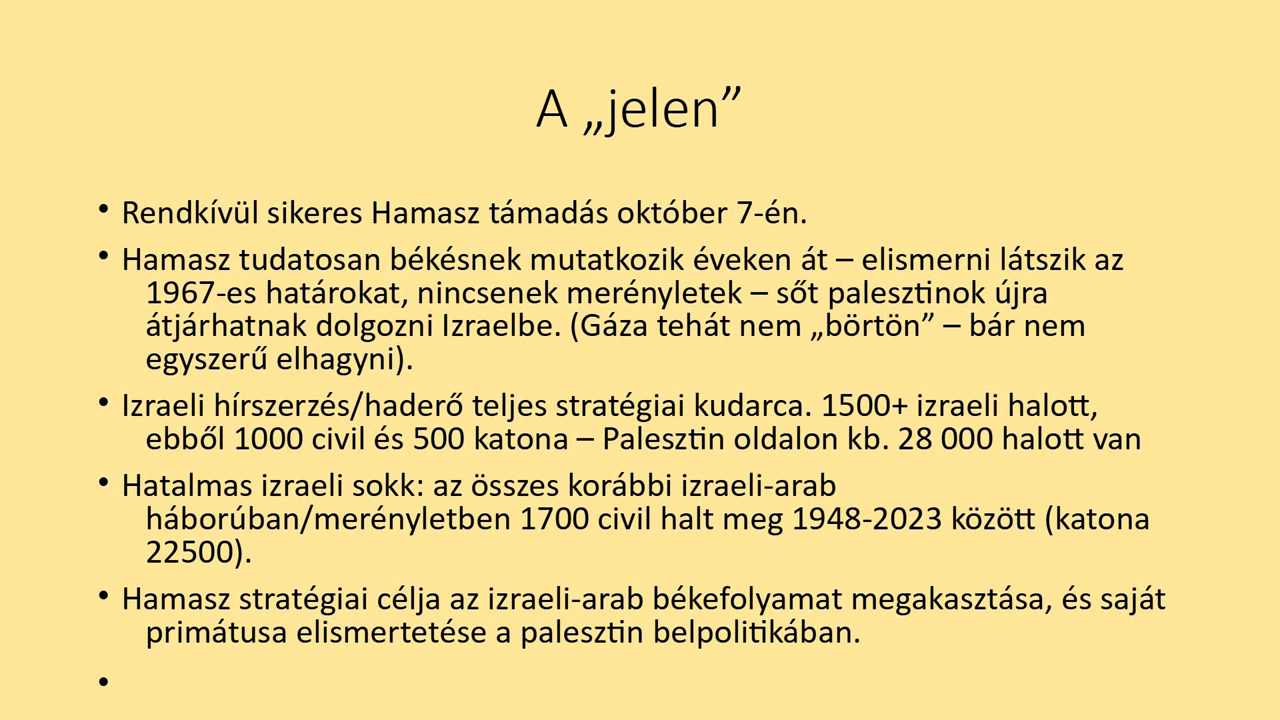 A „jelen”
• Rendkívül sikeres Hamasz támadás október 7-én.
• Hamasz tudatosan békésnek mutatkozik éveken át – elismerni látszik az
1967-es határokat, nincsenek merényletek – sőt palesztinok újra
átjárhatnak dolgozni Izraelbe. (Gáza tehát nem „börtön” – bár nem
egyszerű elhagyni).
• Izraeli hírszerzés/haderő teljes stratégiai kudarca. 1500+ izraeli halott,
ebből 1000 civil és 500 katona – Palesztin oldalon kb. 28 000 halott van
• Hatalmas izraeli sokk: az összes korábbi izraeli-arab
háborúban/merényletben 1700 civil halt meg 1948-2023 között (katona
22500).
• Hamasz stratégiai célja az izraeli-arab békefolyamat megakasztása, és saját
primátusa elismertetése a palesztin belpolitikában.
•